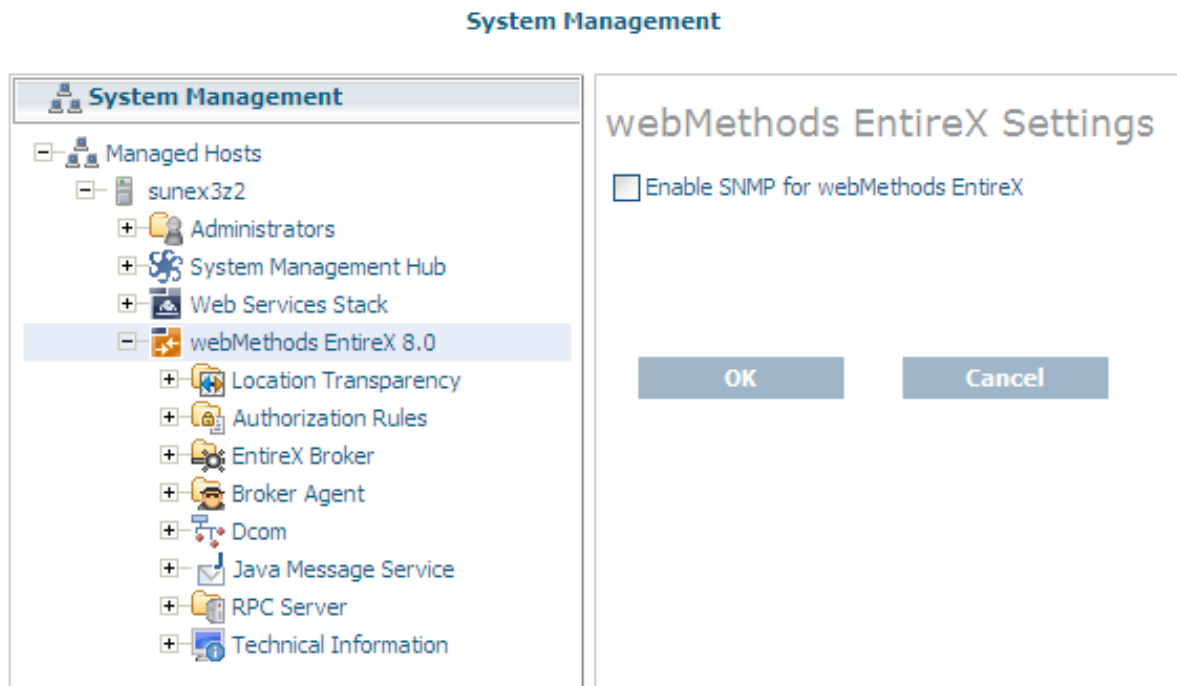 System Management
System Management
Managed Hosts
sunex3z2
Administrators
System Management Hub
Web Services Stack
webMethods EntireX 8.0
Location Transparency
Authorization Rules
EntireX Broker
Broker Agent
Dcom
Java Message Service
RPC Server
Technical Information
webMethods EntireX Settings
Enable SNMP for webMethods EntireX
OK
Cancel